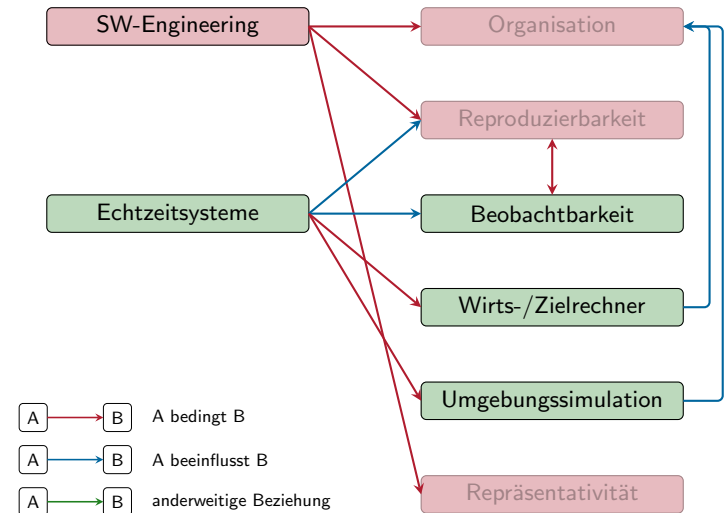 SW-Engineering
Organisation
Reproduzierbarkeit
Echtzeitsysteme
Beobachtbarkeit
Wirts-/Zielrechner
Umgebungssimulation
A B A bedingt B
A B A beeinflusst B
Repräsentativität
A B anderweitige Beziehung